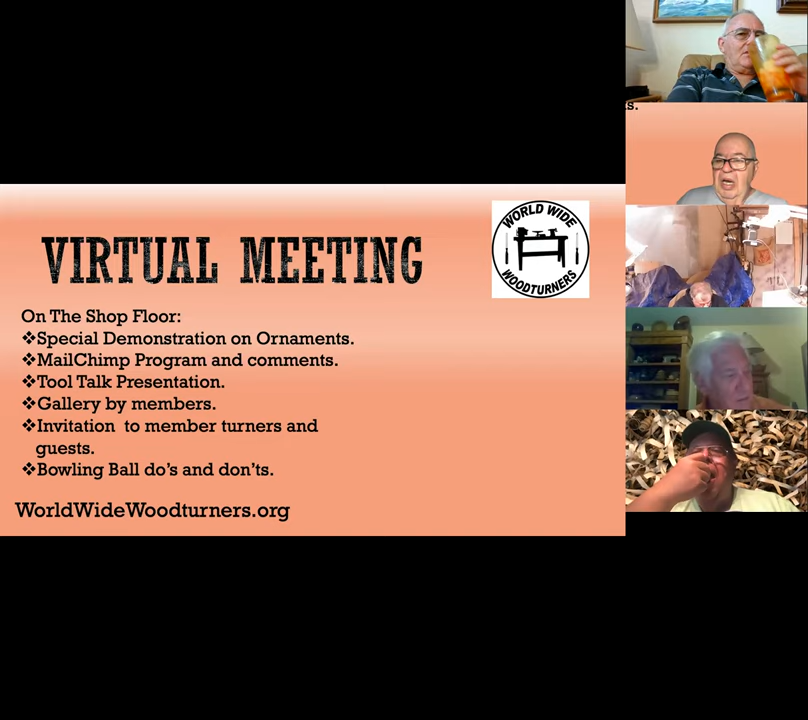 s.
VIRTUAL MEETING
WORLD WIDE
WOODTURNERS
On The Shop Floor:
❖Special Demonstration on Ornaments.
❖MailChimp Program and comments.
❖Tool Talk Presentation.
❖Gallery by members.
❖Invitation to member turners and
guests.
❖Bowling Ball do's and don'ts.
WorldWideWoodturners.org